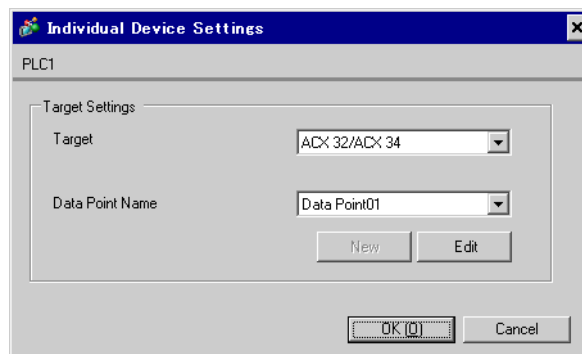 Individual Device Settings
PLC1
Target Settings
Target
ACX 32/ACX 34
Data Point Name
Data Point01
New
Edit
OK (O)
Cancel